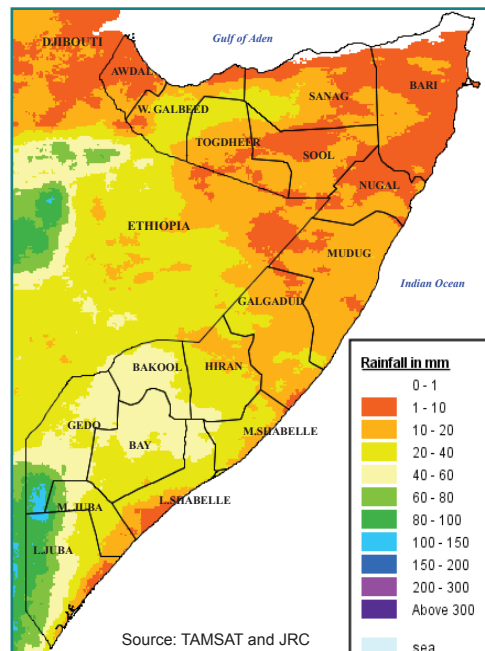 DJIBOUTI
Gulf of Aden
AWDAL
SANAG
BARI
W. GALBEED
TOGDHEER
SOOL
NUGAL
ETHIOPIA
MUDUG
Indian Ocean
GALGADUD
BAKOOL
HIRAN
GEDO
BAY
M.SHABELLE
M.JUBA
L.SHABELLE
L.JUBA
Source: TAMSAT and JRC
Rainfall in mm
0 - 1
1 - 10
10 - 20
20 - 40
40 - 60
60 - 80
80 - 100
100 - 150
150 - 200
200 - 300
Above 300
sea